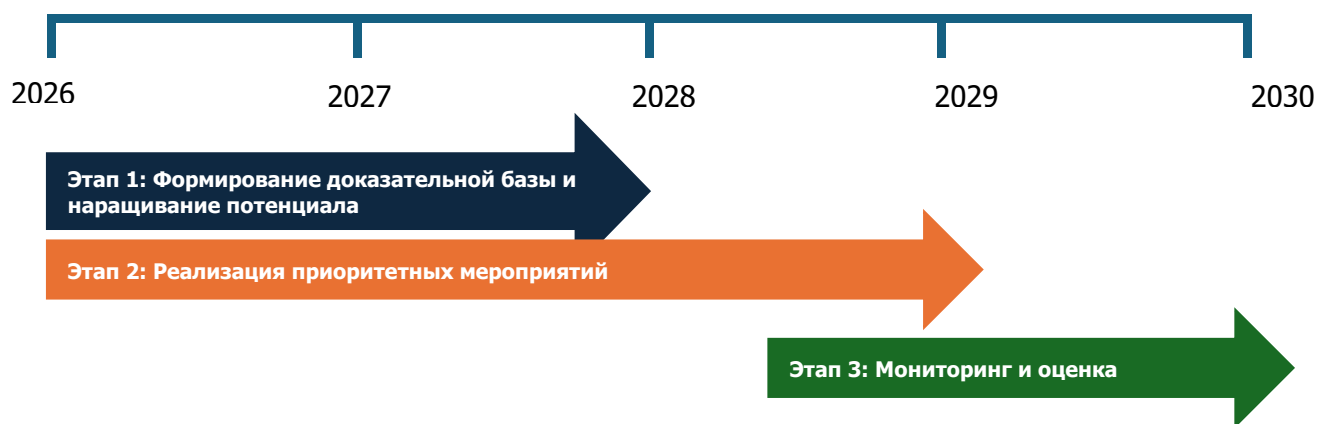 2026 2027 2028 2029 2030
Этап 1: Формирование доказательной базы и
наращивание потенциала
Этап 2: Реализация приоритетных мероприятий
Этап 3: Мониторинг и оценка